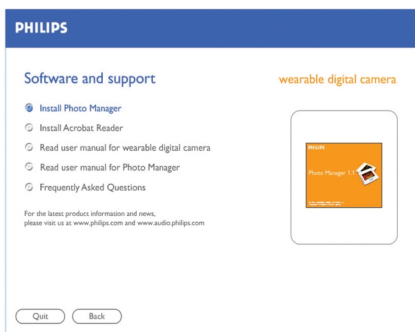 PHILIPS
Software and support
wearable digital camera
Install Photo Manager
Install Acrobat Reader
Read user manual for wearable digital camera
Read user manual for Photo Manager
Frequently Asked Questions
For the latest product information and news,
please visit us at www.philips.com and www.audio.philips.com
PHILIPS
Photo Manager 1.1
Quit
Back